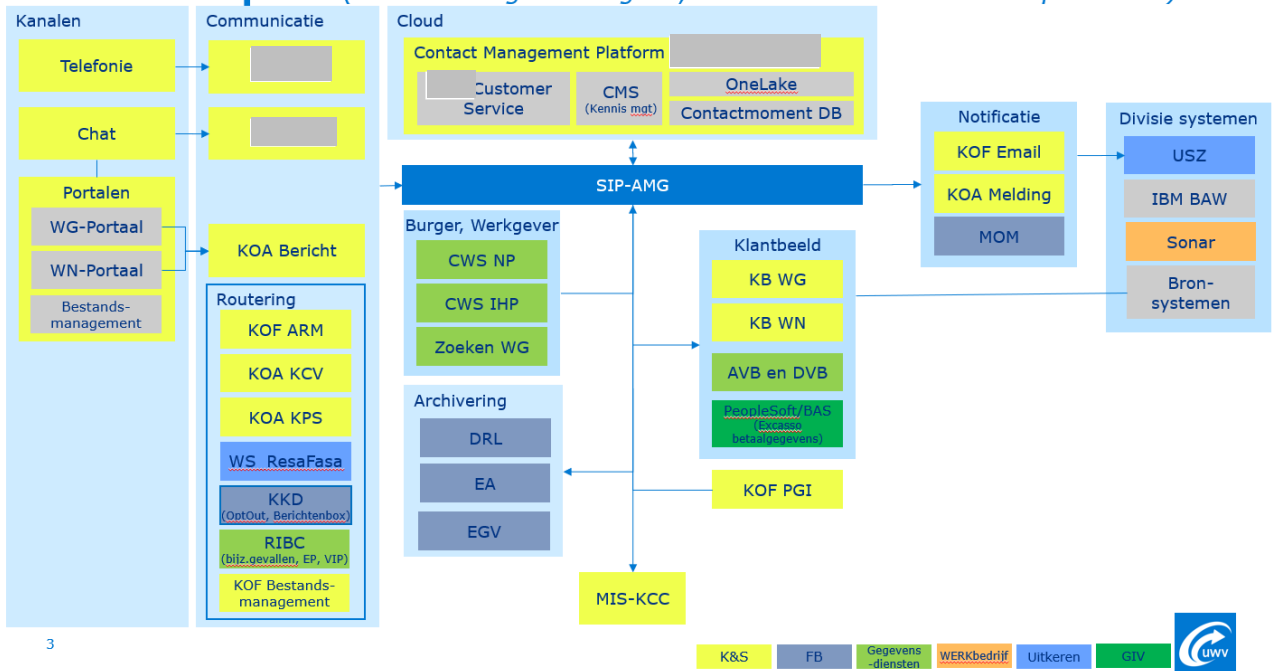 Kanalen
Telefonie
Chat
Portalen
WG-Portaal
WN-Portaal
Bestands-
management
Communicatie
KOA Bericht
Routering
KOF ARM
KOA KCV
KOA KPS
WS ResaFasa
KKD
(OptOut, Berichtenbox)
RIBC
(bijz.gevallen, EP, VIP)
KOF Bestands-
management
Cloud
Contact Management Platform
Customer
Service
CMS
(Kennis mgt)
OneLake
Contactmoment DB
SIP-AMG
Burger, Werkgever
CWS NP
CWS IHP
Zoeken WG
Archivering
DRL
EA
EGV
Klantbeeld
KB WG
KB WN
AVB en DVB
PeopleSoft/BAS
(Excasso
betaalgegevens)
KOF PGI
MIS-KCC
Notificatie
KOF Email
KOA Melding
MOM
Divisie systemen
USZ
IBM BAW
Sonar
Bron-
systemen
3
K&S
FB
Gegevens
-diensten
WERKbedrijf
Uitkeren
GIV
uwv